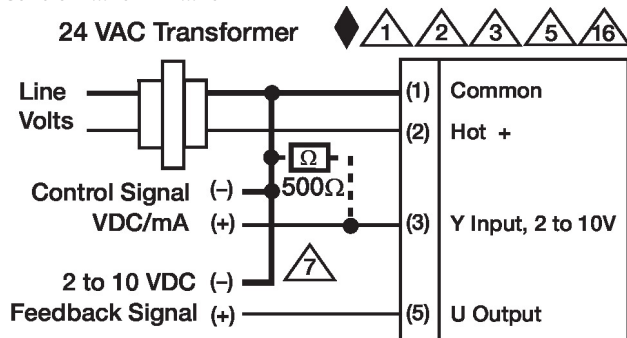 24 VAC Transformer
1 2 3 5 16
Line
Volts
(1) Common
(2) Hot +
Ω
500Ω
Control Signal (–)
VDC/mA (+)
(3) Y Input, 2 to 10V
7
2 to 10 VDC (–)
Feedback Signal (+)
(5) U Output